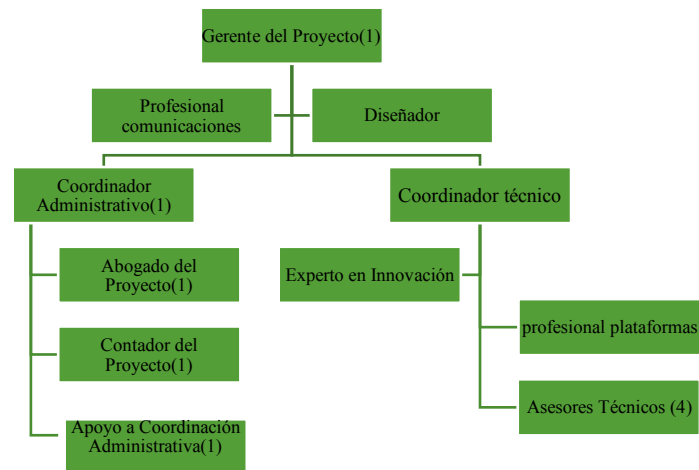 Gerente del Proyecto(1)
Profesional
comunicaciones
Diseñador
Coordinador
Administrativo(1)
Coordinador técnico
Abogado del
Proyecto(1)
Experto en Innovación
profesional plataformas
Contador del
Proyecto(1)
Asesores Técnicos (4)
Apoyo a Coordinación
Administrativa(1)